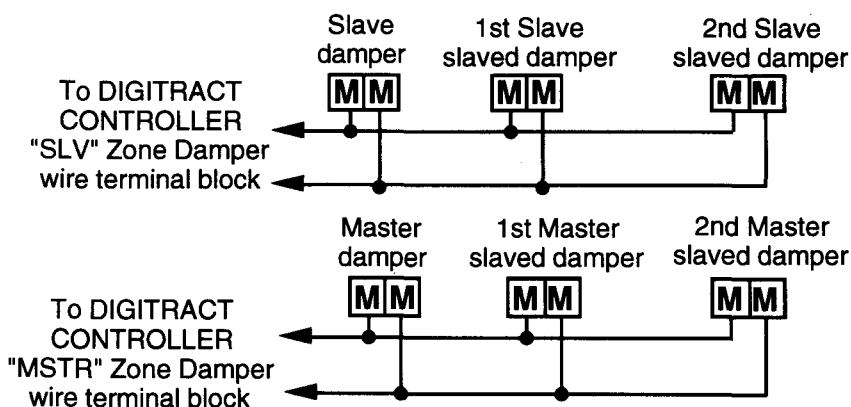 Slave
damper
1st Slave
slaved damper
2nd Slave
slaved damper
M M
M M
M M
To DIGITRACT
CONTROLLER
"SLV" Zone Damper
wire terminal block
Master
damper
1st Master
slaved damper
2nd Master
slaved damper
M M
M M
M M
To DIGITRACT
CONTROLLER
"MSTR" Zone Damper
wire terminal block